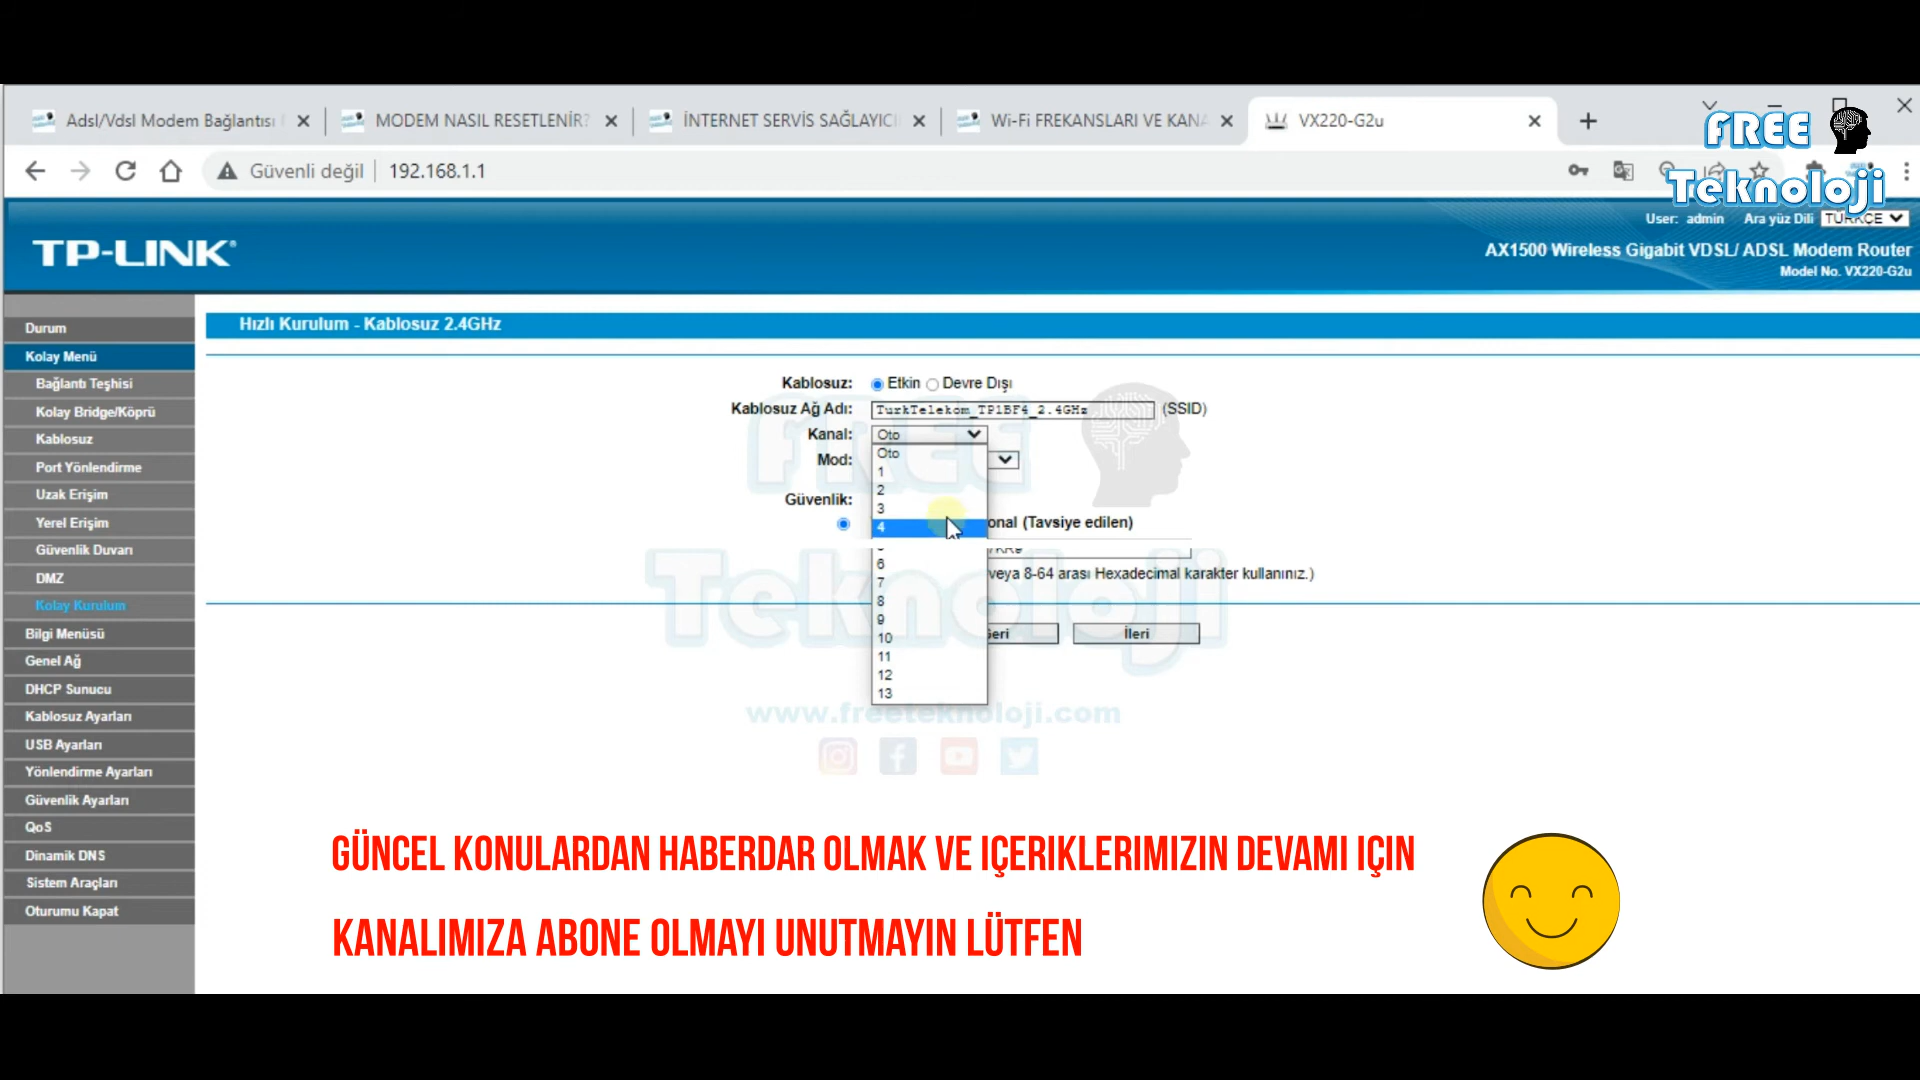 Adsl/Vdsl Modem Bağlantısı
MODEM NASIL RESETLENİR?
İNTERNET SERVİS SAĞLAYICI
Wi-Fi FREKANSLARI VE KANA
VX220-G2u
FREE
Teknoloji
Güvenli değil
192.168.1.1
User: admin
Ara yüz Dili
TÜRKÇE
TP-LINK
AX1500 Wireless Gigabit VDSL/ ADSL Modem Router
Model No. VX220-G2u
Durum
Kolay Menü
Bağlantı Teşhisi
Kolay Bridge/Köprü
Kablosuz
Port Yönlendirme
Uzak Erişim
Yerel Erişim
Güvenlik Duvarı
DMZ
Kolay Kurulum
Bilgi Menüsü
Genel Ağ
DHCP Sunucu
Kablosuz Ayarları
USB Ayarları
Yönlendirme Ayarları
Güvenlik Ayarları
QoS
Dinamik DNS
Sistem Araçları
Oturumu Kapat
Hızlı Kurulum - Kablosuz 2.4GHz
Kablosuz: Etkin Devre Dışı
Kablosuz Ağ Adı: TurkTelekom_TP1BF4_2.4GHz (SSID)
Kanal: Oto
Mod:
Güvenlik:
Oto
1
2
3
4
6
7
8
9
10
11
12
13
onal (Tavsiye edilen)
veya 8-64 arası Hexadecimal karakter kullanınız.)
Geri
İleri
FREE
Teknoloji
www.freeteknoloji.com
GÜNCEL KONULARDAN HABERDAR OLMAK VE IÇERIKLERIMIZIN DEVAMI IÇIN
KANALIMIZA ABONE OLMAYI UNUTMAYIN LÜTFEN